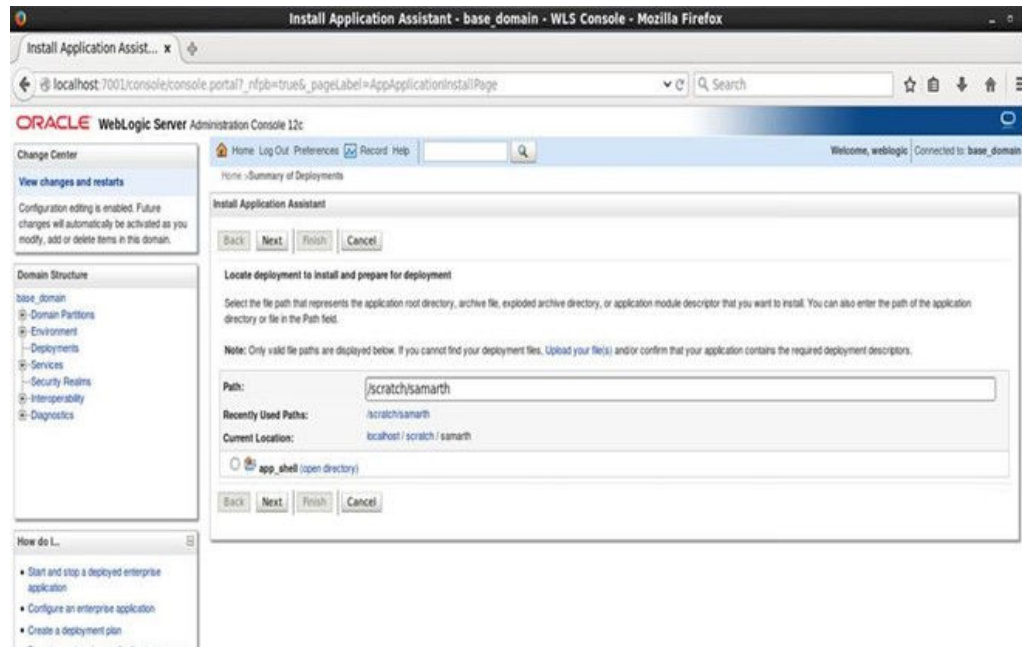 Install Application Assistant - base_domain - WLS Console - Mozilla Firefox
Install Application Assist... x
localhost:7001/console/console.portal?_nfpb=true&_pageLabel=AppApplicationInstallPage
Search
ORACLE WebLogic Server Administration Console 12c
Change Center
View changes and restarts
Configuration editing is enabled. Future
changes will automatically be activated as you
modify, add or delete items in this domain.
Domain Structure
base_domain
Domain Partitions
Environment
Deployments
Services
Security Realms
Interoperability
Diagnostics
How do I...
• Start and stop a deployed enterprise
application
• Configure an enterprise application
• Create a deployment plan
Home Log Out Preferences Record Help
Welcome, weblogic Connected to: base_domain
Home >Summary of Deployments
Install Application Assistant
Back Next Finish Cancel
Locate deployment to install and prepare for deployment
Select the file path that represents the application root directory, archive file, exploded archive directory, or application module descriptor that you want to install. You can also enter the path of the application
directory or file in the Path field.
Note: Only valid file paths are displayed below. If you cannot find your deployment files, Upload your file(s) and/or confirm that your application contains the required deployment descriptors.
Path: /scratch/samarth
Recently Used Paths: /scratch/samarth
Current Location: localhost / scratch / samarth
app_shell (open directory)
Back Next Finish Cancel